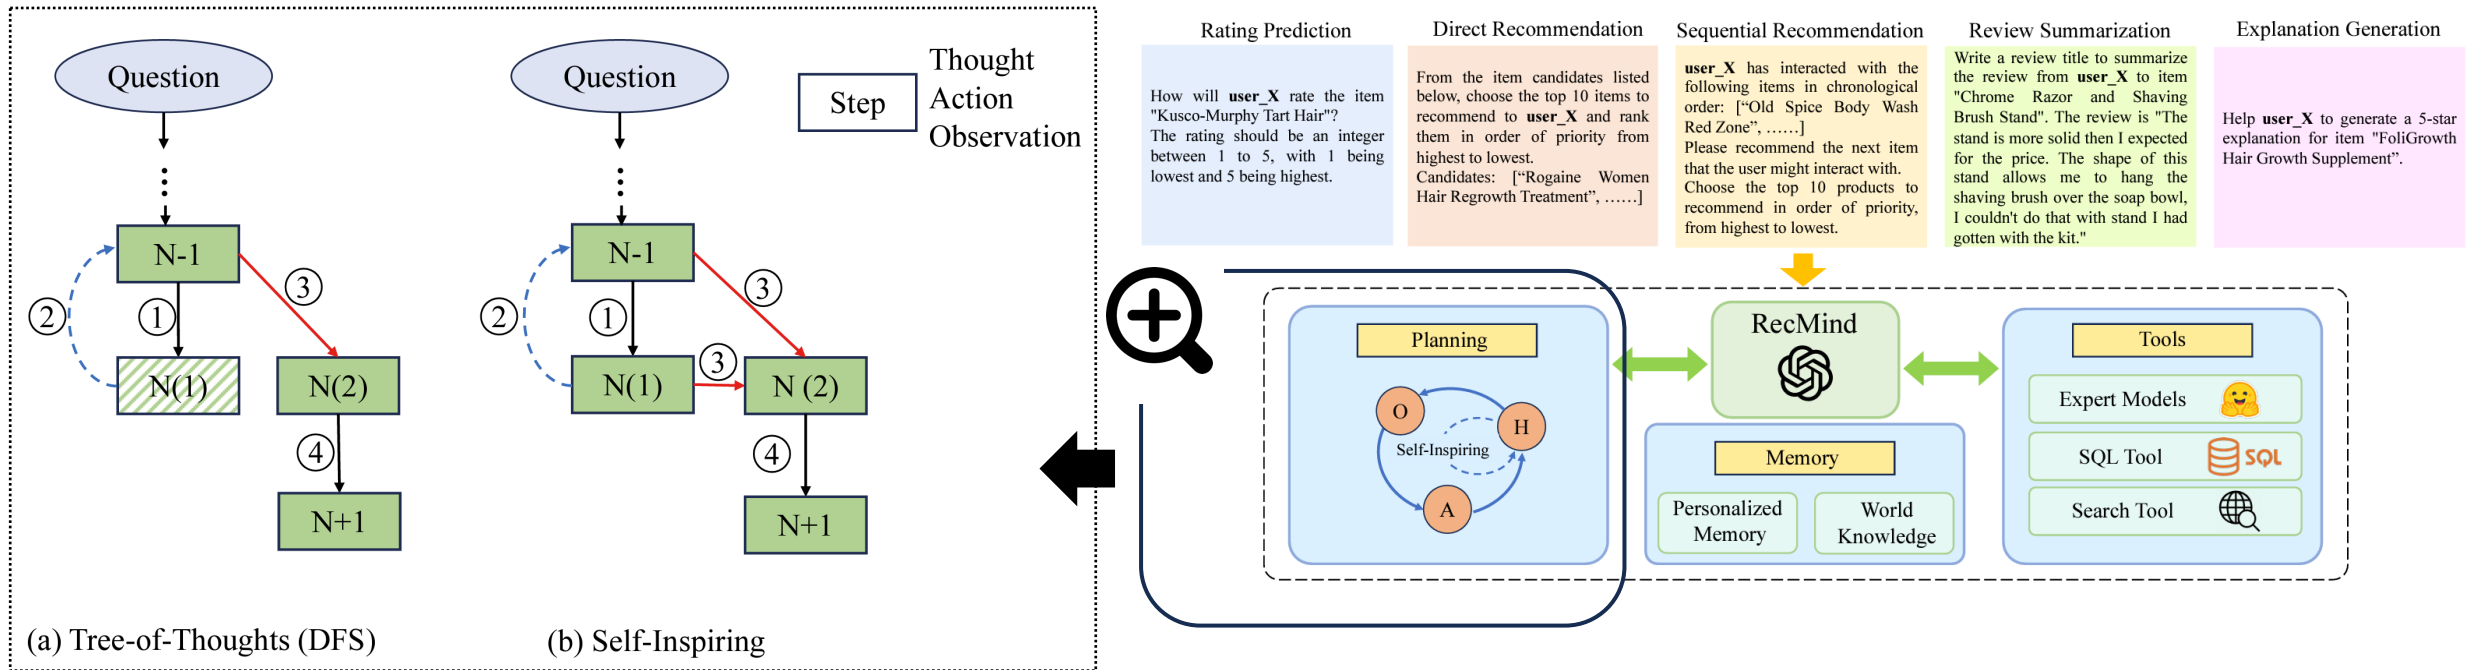 Question
N-1
①
②
③
N(1)
N(2)
④
N+1
(a) Tree-of-Thoughts (DFS)
Question
N-1
①
②
③
③
N(1)
N (2)
④
N+1
(b) Self-Inspiring
Step
Thought
Action
Observation
Rating Prediction
How will user_X rate the item
"Kusco-Murphy Tart Hair"?
The rating should be an integer
between 1 to 5, with 1 being
lowest and 5 being highest.
Direct Recommendation
From the item candidates listed
below, choose the top 10 items to
recommend to user_X and rank
them in order of priority from
highest to lowest.
Candidates: [“Rogaine Women
Hair Regrowth Treatment”, ……]
Sequential Recommendation
user_X has interacted with the
following items in chronological
order: [“Old Spice Body Wash
Red Zone”, ……]
Please recommend the next item
that the user might interact with.
Choose the top 10 products to
recommend in order of priority,
from highest to lowest.
Review Summarization
Write a review title to summarize
the review from user_X to item
"Chrome Razor and Shaving
Brush Stand". The review is "The
stand is more solid then I expected
for the price. The shape of this
stand allows me to hang the
shaving brush over the soap bowl,
I couldn't do that with stand I had
gotten with the kit."
Explanation Generation
Help user_X to generate a 5-star
explanation for item "FoliGrowth
Hair Growth Supplement”.
Planning
O
H
Self-Inspiring
A
RecMind
Memory
Personalized
Memory
World
Knowledge
Tools
Expert Models
SQL Tool
SQL
Search Tool